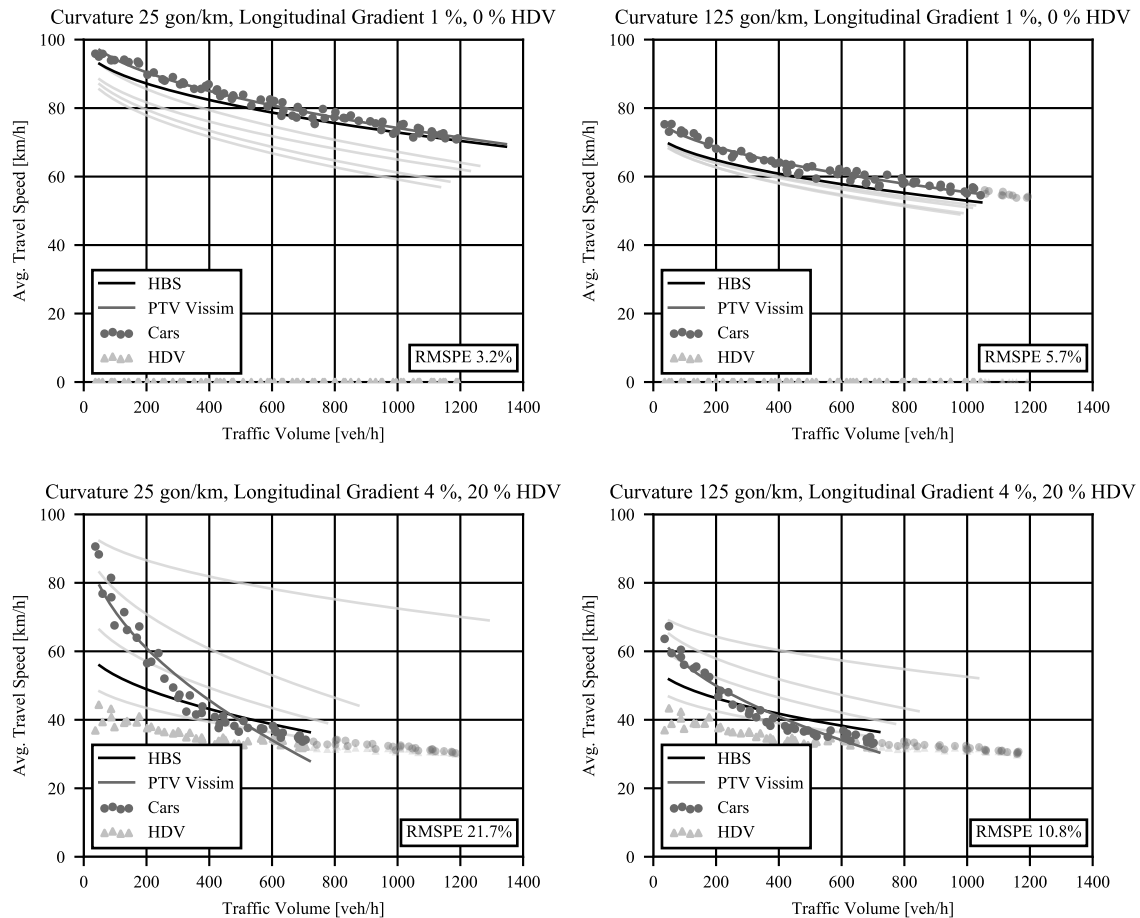 Curvature 25 gon/km, Longitudinal Gradient 1 %, 0 % HDV
100
80
60
40
20
0
Avg. Travel Speed [km/h]
HBS
PTV Vissim
Cars
HDV
RMSPE 3.2%
0 200 400 600 800 1000 1200 1400
Traffic Volume [veh/h]
Curvature 125 gon/km, Longitudinal Gradient 1 %, 0 % HDV
100
80
60
40
20
0
Avg. Travel Speed [km/h]
HBS
PTV Vissim
Cars
HDV
RMSPE 5.7%
0 200 400 600 800 1000 1200 1400
Traffic Volume [veh/h]
Curvature 25 gon/km, Longitudinal Gradient 4 %, 20 % HDV
100
80
60
40
20
0
Avg. Travel Speed [km/h]
HBS
PTV Vissim
Cars
HDV
RMSPE 21.7%
0 200 400 600 800 1000 1200 1400
Traffic Volume [veh/h]
Curvature 125 gon/km, Longitudinal Gradient 4 %, 20 % HDV
100
80
60
40
20
0
Avg. Travel Speed [km/h]
HBS
PTV Vissim
Cars
HDV
RMSPE 10.8%
0 200 400 600 800 1000 1200 1400
Traffic Volume [veh/h]